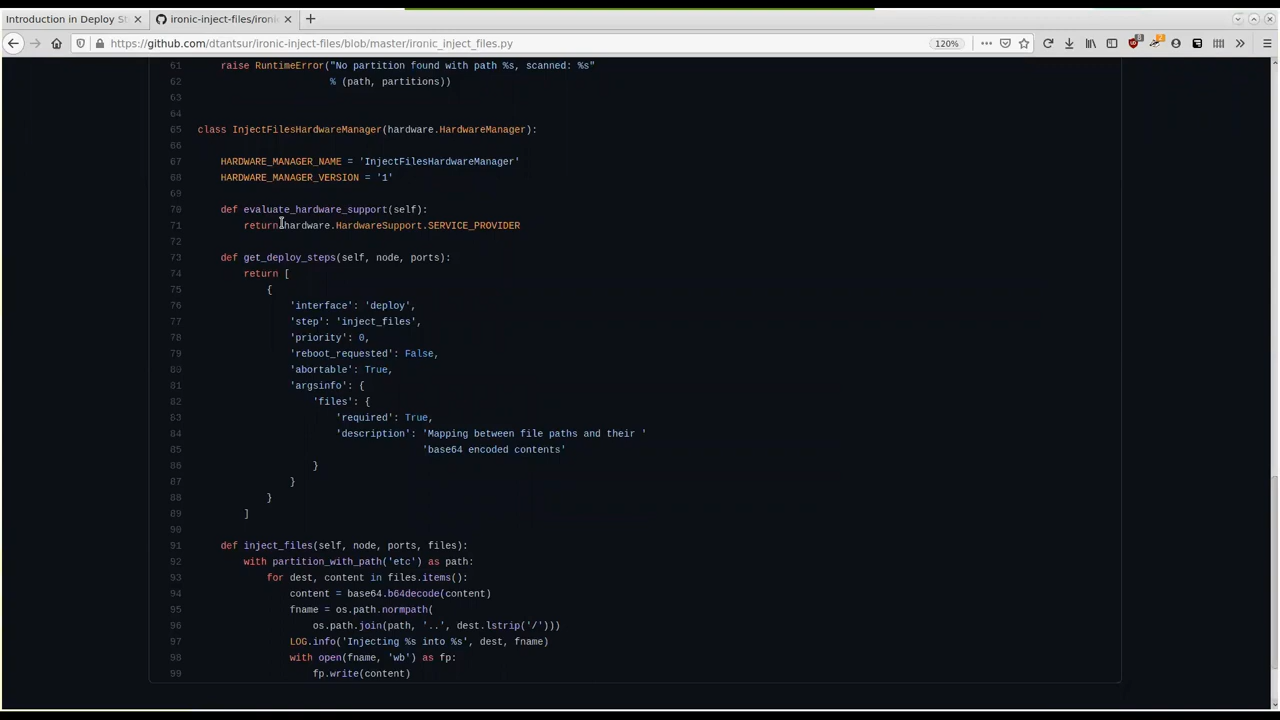 Introduction in Deploy St
ironic-inject-files/ironi
https://github.com/dtantsur/ironic-inject-files/blob/master/ironic_inject_files.py
120%
61 raise RuntimeError("No partition found with path %s, scanned: %s"
62 % (path, partitions))
63
64
65 class InjectFilesHardwareManager(hardware.HardwareManager):
66
67 HARDWARE_MANAGER_NAME = 'InjectFilesHardwareManager'
68 HARDWARE_MANAGER_VERSION = '1'
69
70 def evaluate_hardware_support(self):
71 return hardware.HardwareSupport.SERVICE_PROVIDER
72
73 def get_deploy_steps(self, node, ports):
74 return [
75 {
76 'interface': 'deploy',
77 'step': 'inject_files',
78 'priority': 0,
79 'reboot_requested': False,
80 'abortable': True,
81 'argsinfo': {
82 'files': {
83 'required': True,
84 'description': 'Mapping between file paths and their '
85 'base64 encoded contents'
86 }
87 }
88 }
89 ]
90
91 def inject_files(self, node, ports, files):
92 with partition_with_path('etc') as path:
93 for dest, content in files.items():
94 content = base64.b64decode(content)
95 fname = os.path.normpath(
96 os.path.join(path, '..', dest.lstrip('/')))
97 LOG.info('Injecting %s into %s', dest, fname)
98 with open(fname, 'wb') as fp:
99 fp.write(content)